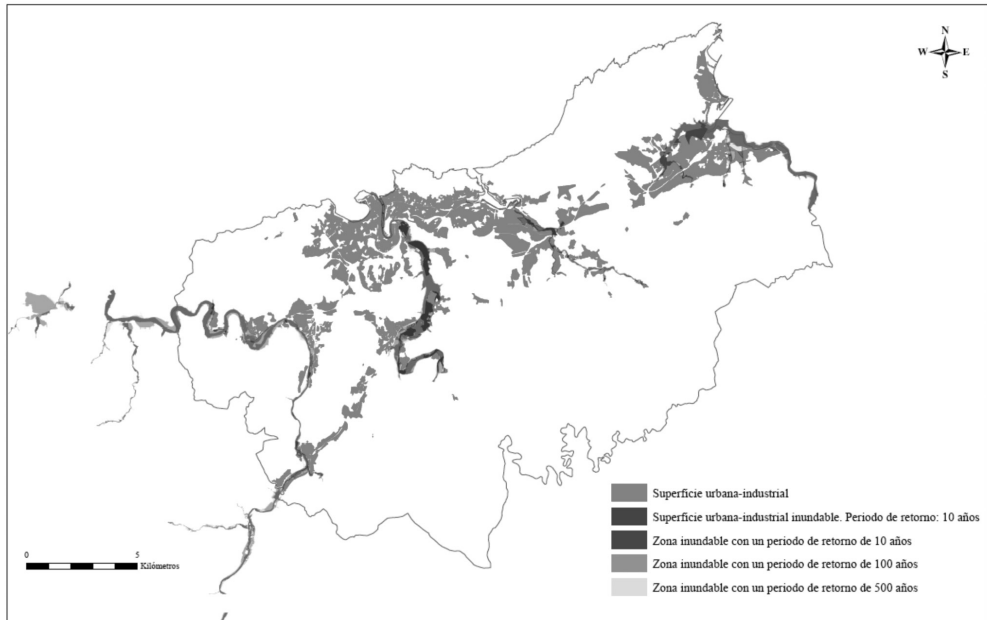 N
W E
S
Superficie urbana-industrial
Superficie urbana-industrial inundable. Periodo de retorno: 10 años
Zona inundable con un periodo de retorno de 10 años
Zona inundable con un periodo de retorno de 100 años
Zona inundable con un periodo de retorno de 500 años
0 5
Kilómetros